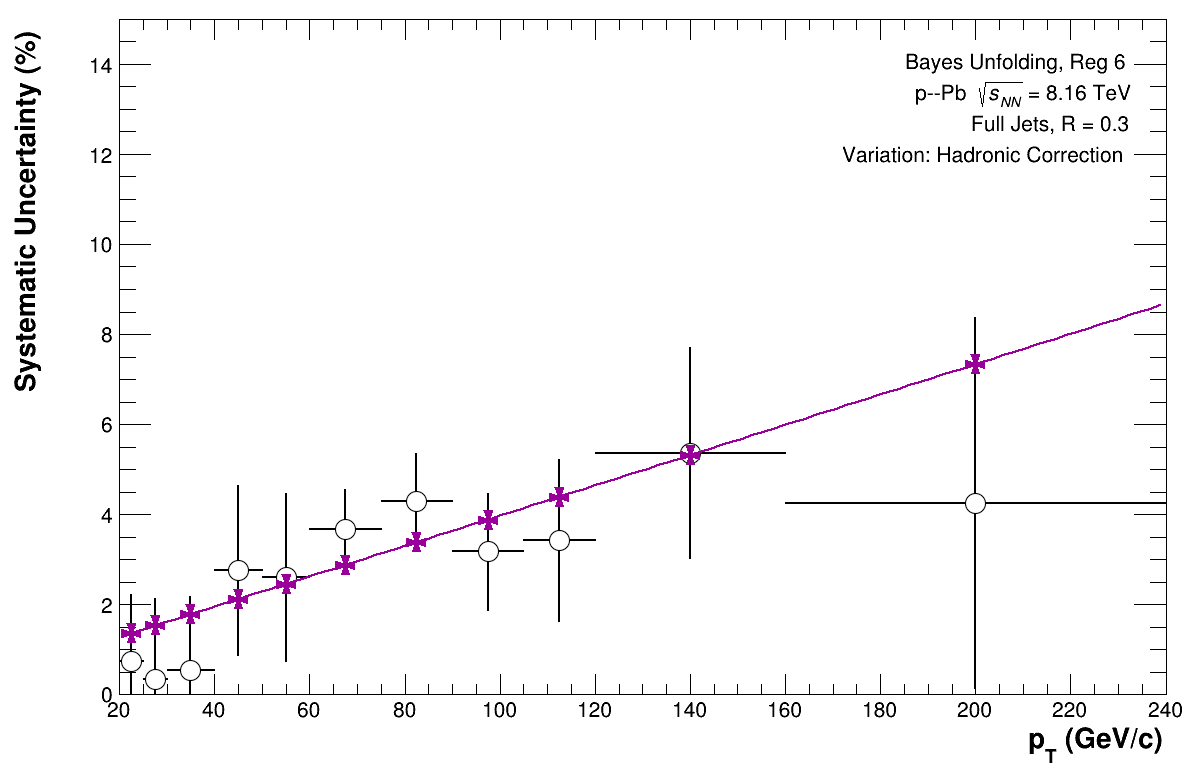 Systematic Uncertainty (%)
Bayes Unfolding, Reg 6
p--Pb √s_NN = 8.16 TeV
Full Jets, R = 0.3
Variation: Hadronic Correction
14
12
10
8
6
4
2
0
20 40 60 80 100 120 140 160 180 200 220 240
p_T (GeV/c)